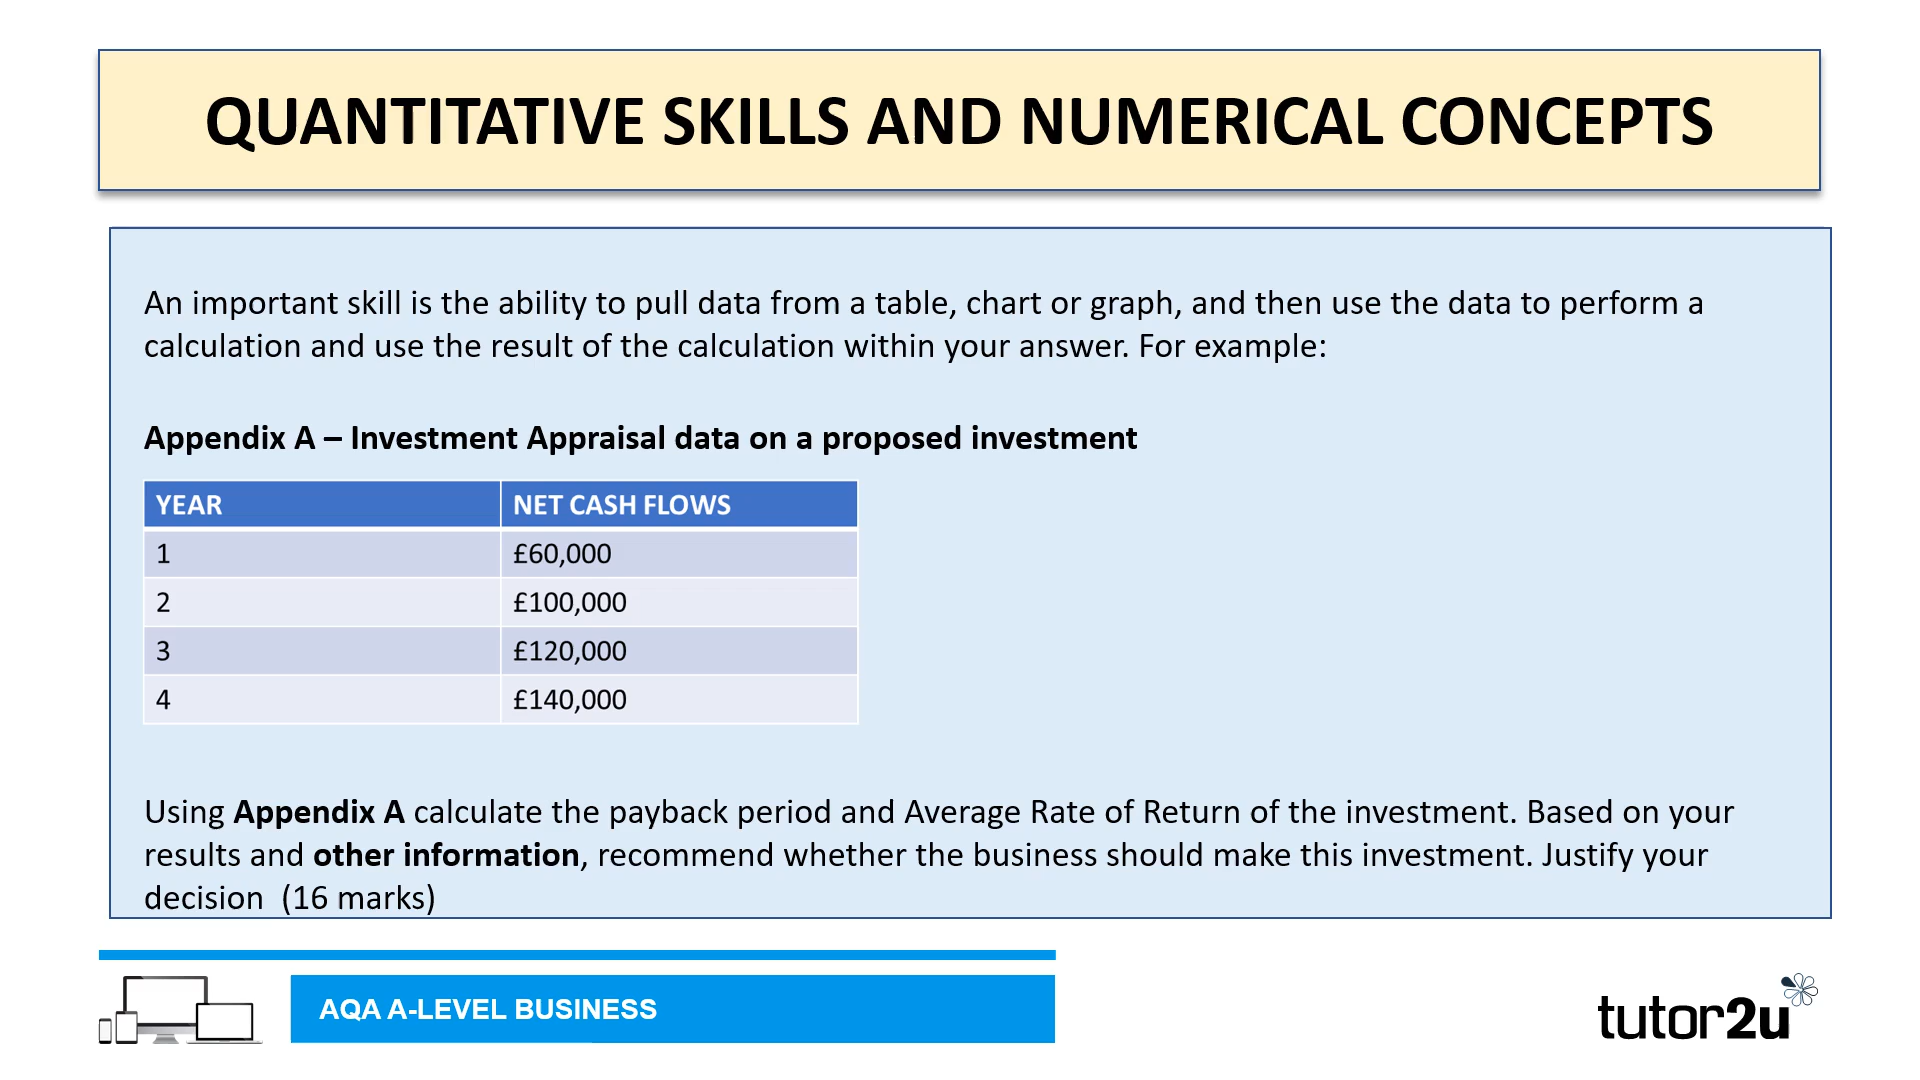 QUANTITATIVE SKILLS AND NUMERICAL CONCEPTS
An important skill is the ability to pull data from a table, chart or graph, and then use the data to perform a
calculation and use the result of the calculation within your answer. For example:
Appendix A – Investment Appraisal data on a proposed investment
YEAR NET CASH FLOWS
1 £60,000
2 £100,000
3 £120,000
4 £140,000
Using Appendix A calculate the payback period and Average Rate of Return of the investment. Based on your
results and other information, recommend whether the business should make this investment. Justify your
decision (16 marks)
AQA A-LEVEL BUSINESS
tutor2u